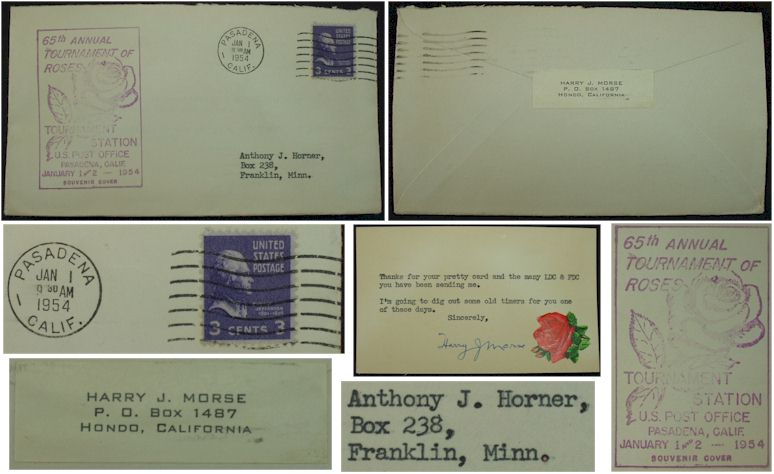 65th ANNUAL
TOURNAMENT OF
ROSES
TOURNAMENT
STATION
U.S. POST OFFICE
PASADENA, CALIF.
JANUARY 1 AND 2 — 1954
SOUVENIR COVER
PASADENA
JAN 1
9 30 AM
1954
CALIF.
UNITED
STATES
POSTAGE
3 CENTS 3
Anthony J. Horner,
Box 238,
Franklin, Minn.
HARRY J. MORSE
P. O. Box 1487
HONDO, CALIFORNIA
PASADENA
JAN 1
9 30 AM
1954
CALIF.
UNITED
STATES
POSTAGE
3 CENTS 3
Thanks for your pretty card and the many LDC & FDC
you have been sending me.
I'm going to dig out some old timers for you one
of these days.
Sincerely,
Harry J Morse
65th ANNUAL
TOURNAMENT OF
ROSES
TOURNAMENT
STATION
U.S. POST OFFICE
PASADENA, CALIF.
JANUARY 1 AND 2 — 1954
SOUVENIR COVER
HARRY J. MORSE
P. O. Box 1487
HONDO, CALIFORNIA
Anthony J. Horner,
Box 238,
Franklin, Minn.